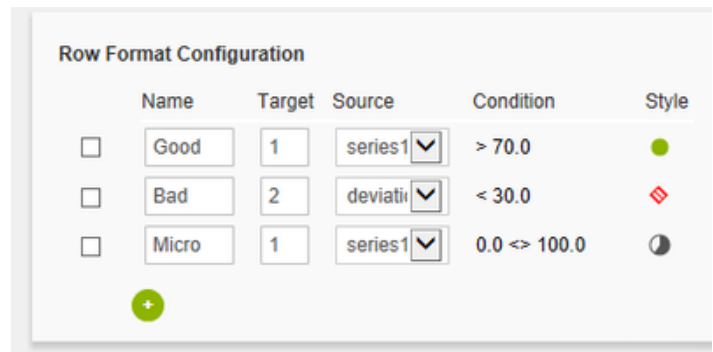 Row Format Configuration
Name Target Source Condition Style
Good 1 series1 > 70.0
Bad 2 deviati < 30.0
Micro 1 series1 0.0 <> 100.0